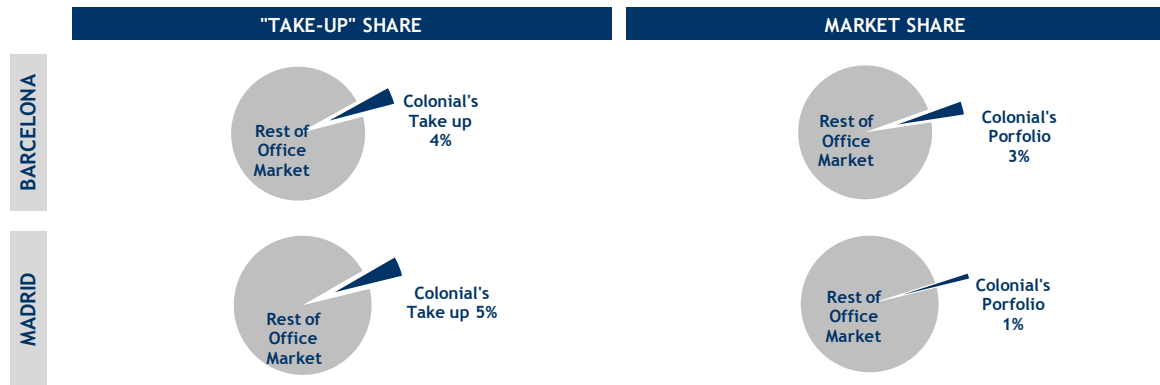 "TAKE-UP" SHARE
MARKET SHARE
BARCELONA
Rest of
Office
Market
Colonial's
Take up
4%
Rest of
Office
Market
Colonial's
Porfolio
3%
MADRID
Rest of
Office
Market
Colonial's
Take up 5%
Rest of
Office
Market
Colonial's
Porfolio
1%